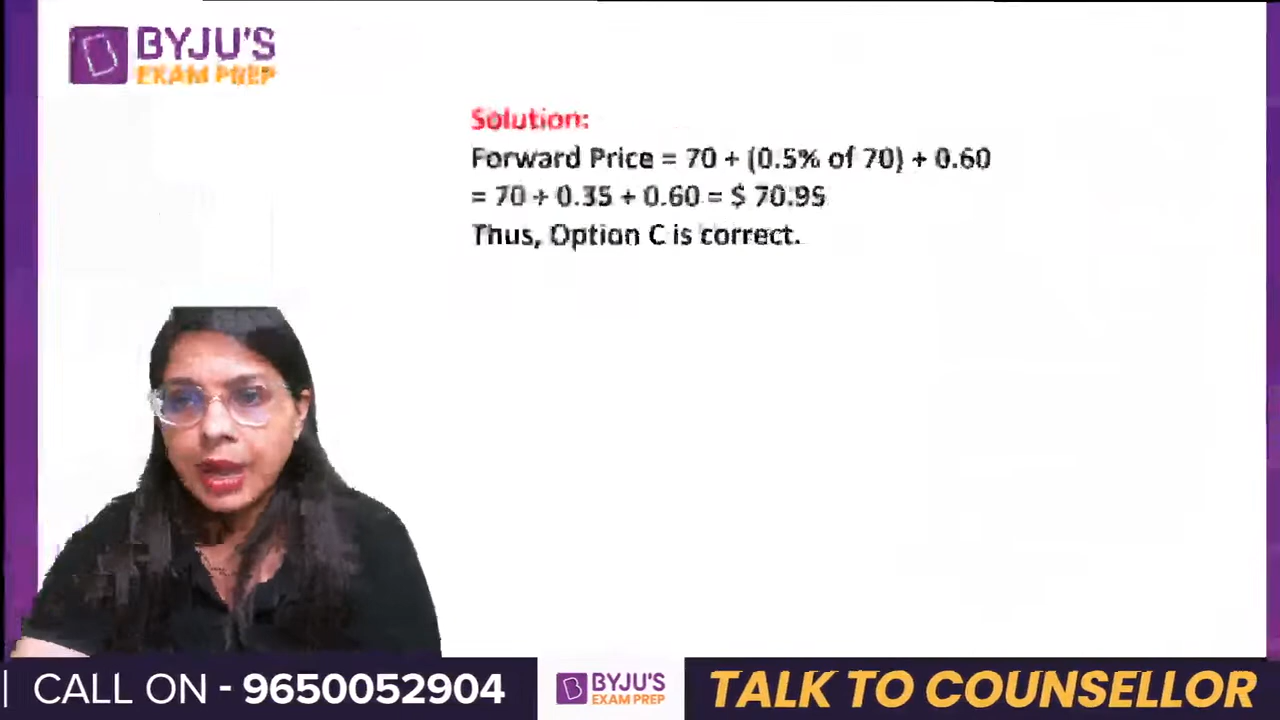 BYJU'S
EXAM PREP
Solution:
Forward Price = 70 + (0.5% of 70) + 0.60
= 70 + 0.35 + 0.60 = $ 70.95
Thus, Option C is correct.
| CALL ON - 9650052904
BYJU'S
EXAM PREP
TALK TO COUNSELLOR